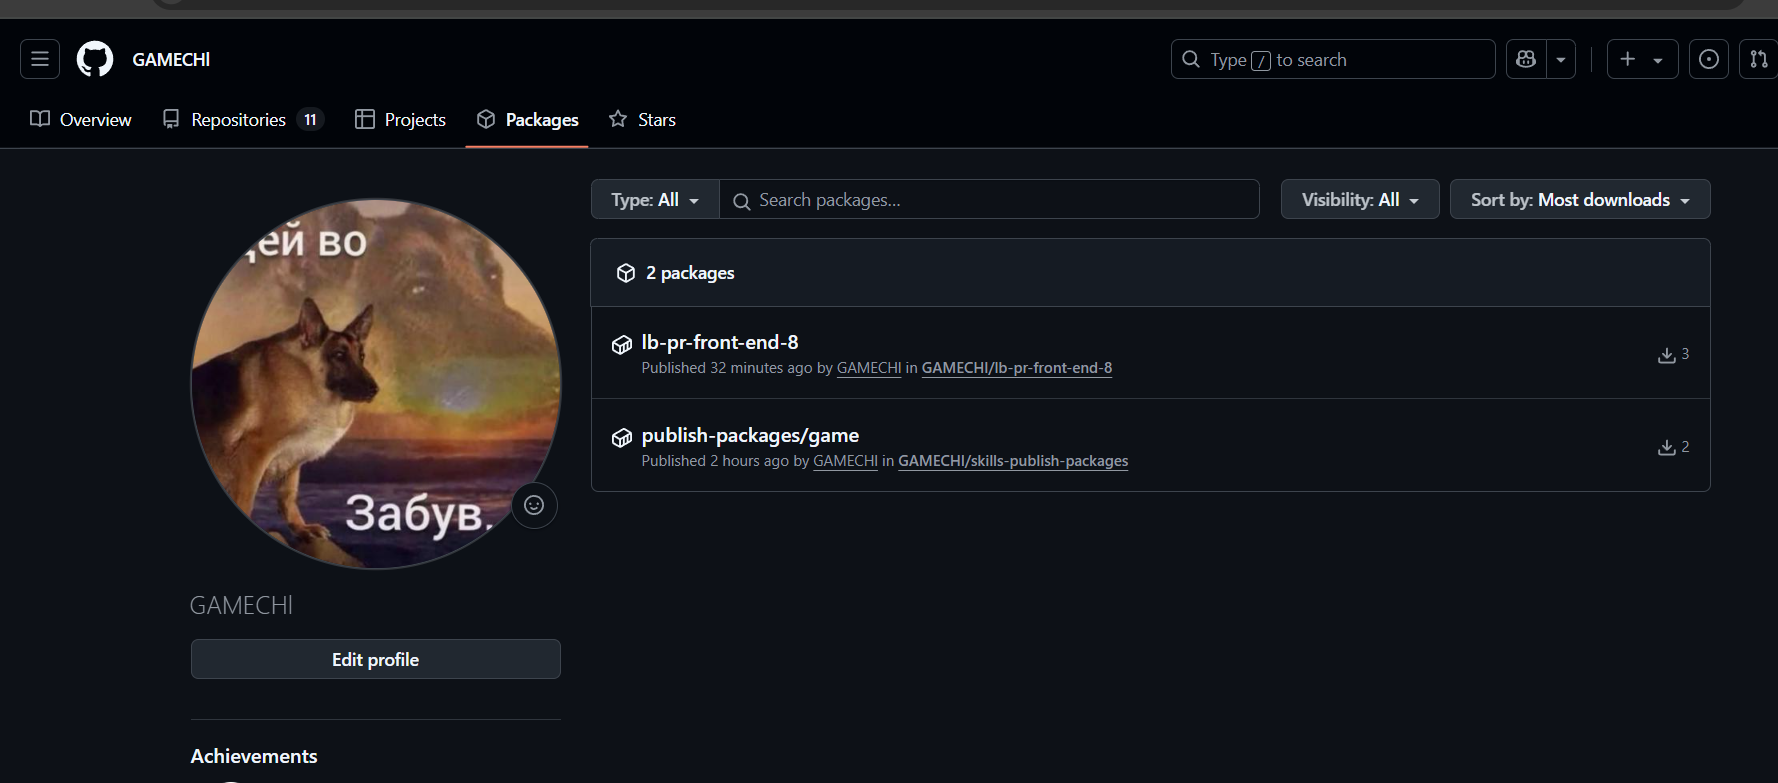 GAMECHI
Type / to search
Overview
Repositories 11
Projects
Packages
Stars
Type: All
Search packages...
Visibility: All
Sort by: Most downloads
2 packages
lb-pr-front-end-8
Published 32 minutes ago by GAMECHI in GAMECHI/lb-pr-front-end-8
3
publish-packages/game
Published 2 hours ago by GAMECHI in GAMECHI/skills-publish-packages
2
во
Забув.
GAMECHI
Edit profile
Achievements